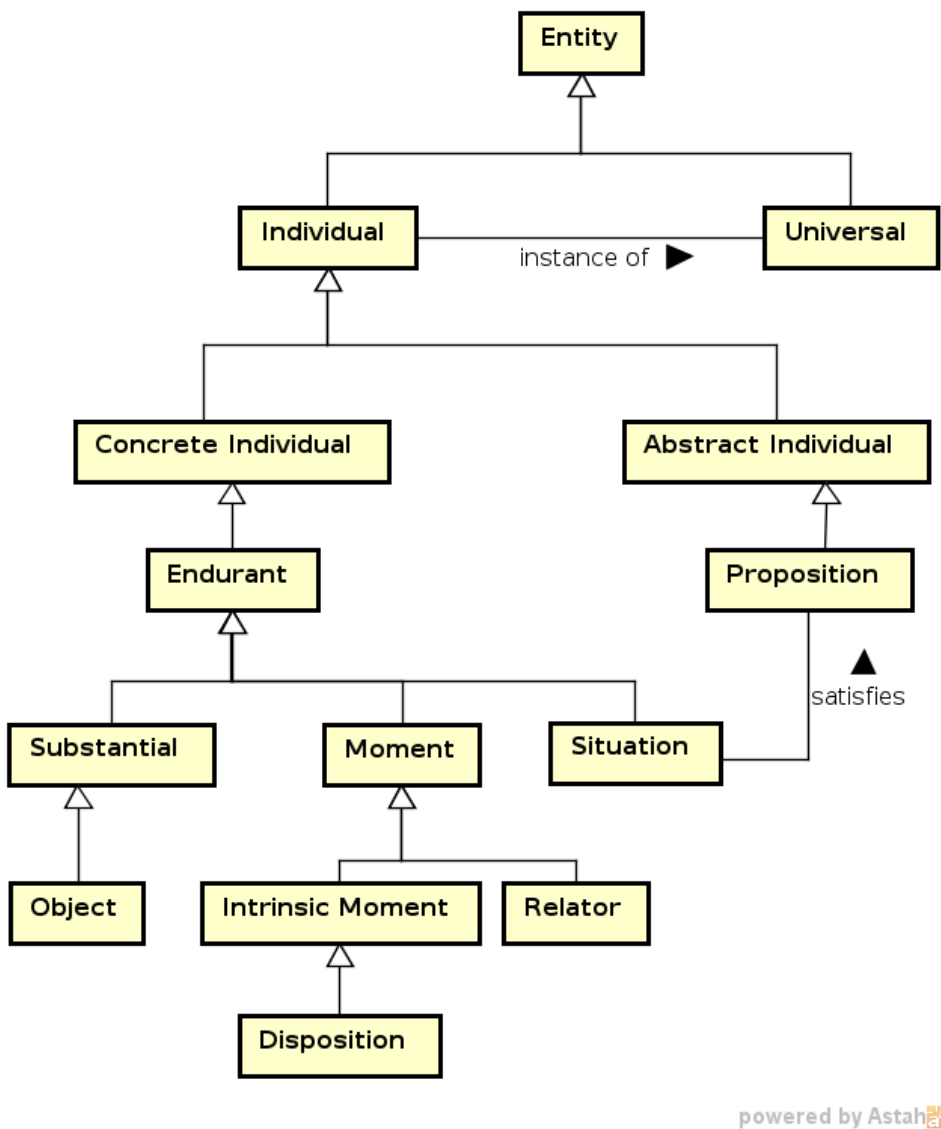 Entity
Individual
Universal
instance of
Concrete Individual
Abstract Individual
Endurant
Proposition
satisfies
Substantial
Moment
Situation
Object
Intrinsic Moment
Relator
Disposition
powered by Astah